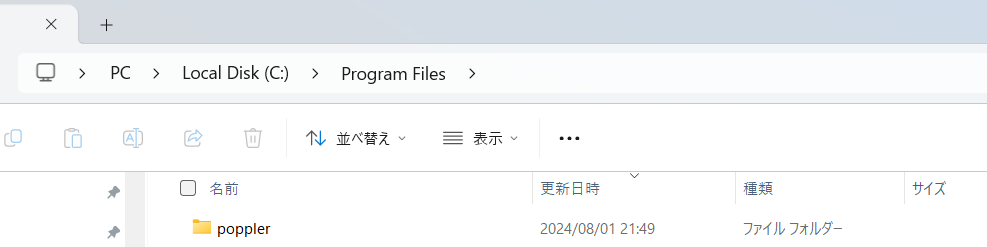 PC > Local Disk (C:) > Program Files >
並べ替え 表示 •••
名前 更新日時 種類 サイズ
poppler 2024/08/01 21:49 ファイル フォルダー